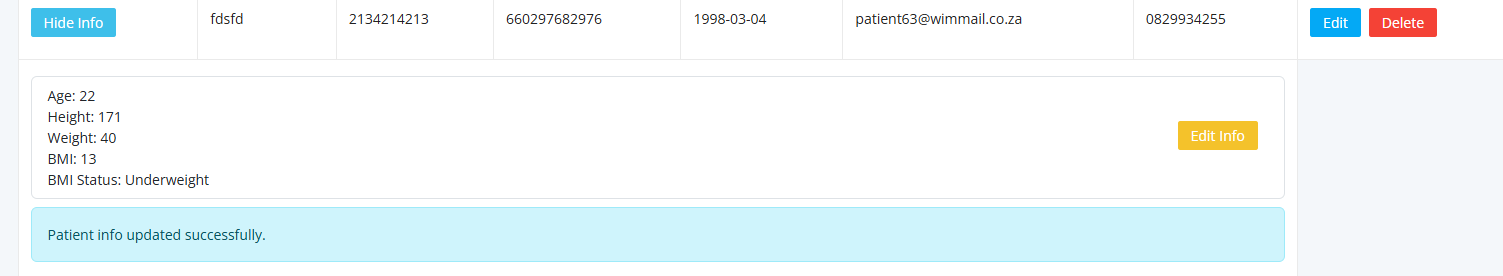 Hide Info fdsfd 2134214213 660297682976 1998-03-04 patient63@wimmail.co.za 0829934255 Edit Delete
Age: 22
Height: 171
Weight: 40
BMI: 13
BMI Status: Underweight
Edit Info
Patient info updated successfully.